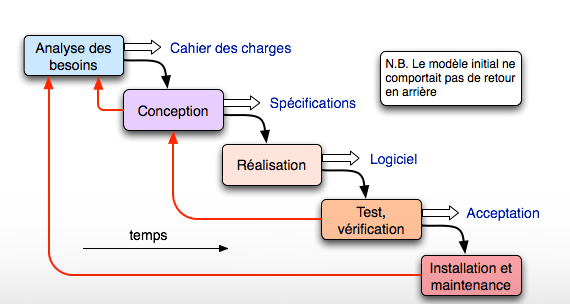 Analyse des
besoins
Cahier des charges
N.B. Le modèle initial ne
comportait pas de retour
en arrière
Conception
Spécifications
Réalisation
Logiciel
Test,
vérification
Acceptation
temps
Installation et
maintenance